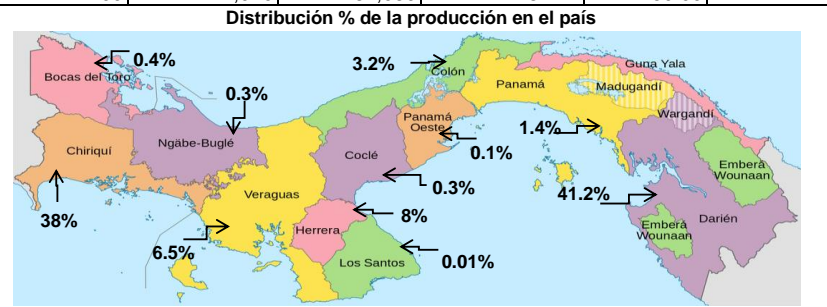 Distribución % de la producción en el país
Bocas del Toro
0.4%
3.2%
Colón
Guna Yala
Panamá
Madugandí
0.3%
Wargandí
Panamá
Oeste
1.4%
Chiriquí
Ngäbe-Buglé
Coclé
0.1%
Emberá
Wounaan
0.3%
Veraguas
41.2%
38%
8%
Darién
Herrera
Emberá
Wounaan
6.5%
Los Santos
0.01%